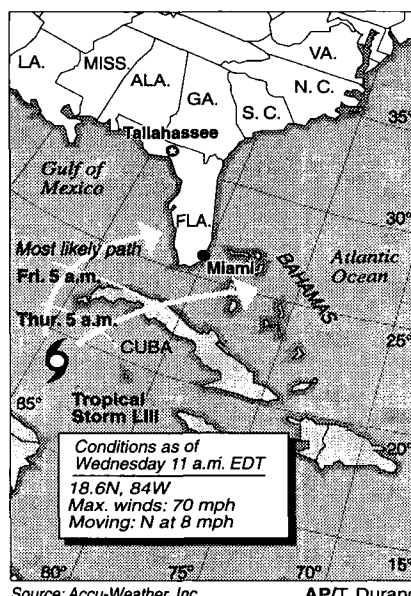 LA.
MISS.
ALA.
GA.
S. C.
N. C.
VA.
35°
Tallahassee
Gulf of
Mexico
FLA.
30°
Most likely path
Fri. 5 a.m.
Miami
BAHAMAS
Atlantic
Ocean
Thur. 5 a.m.
CUBA
25°
85°
Tropical
Storm LIli
20°
Conditions as of
Wednesday 11 a.m. EDT
18.6N, 84W
Max. winds: 70 mph
Moving: N at 8 mph
80°
75°
70°
15°
Source: Accu-Weather, Inc.
AP/T. Durand